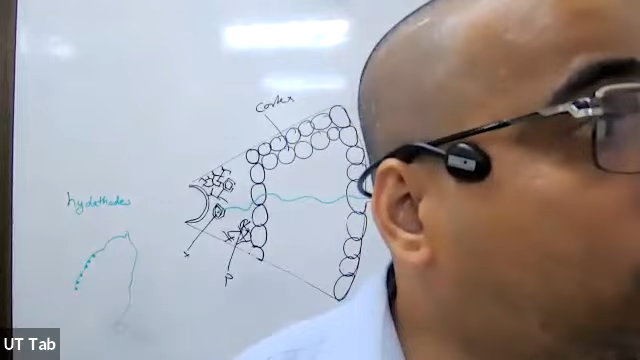 cortex
hydathodes
x
P
UT Tab